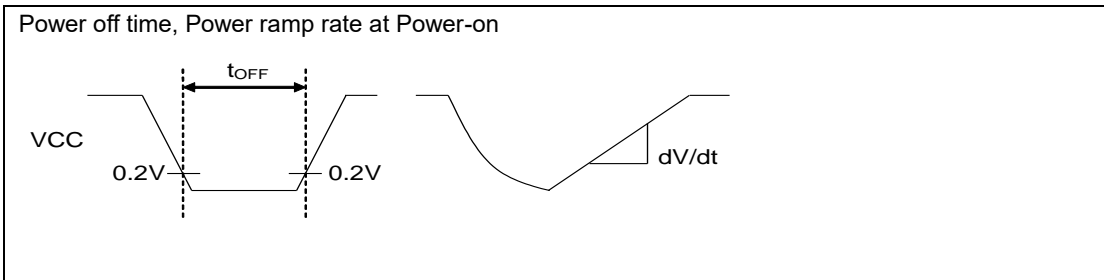 Power off time, Power ramp rate at Power-on
tOFF
VCC
0.2V
0.2V
dV/dt